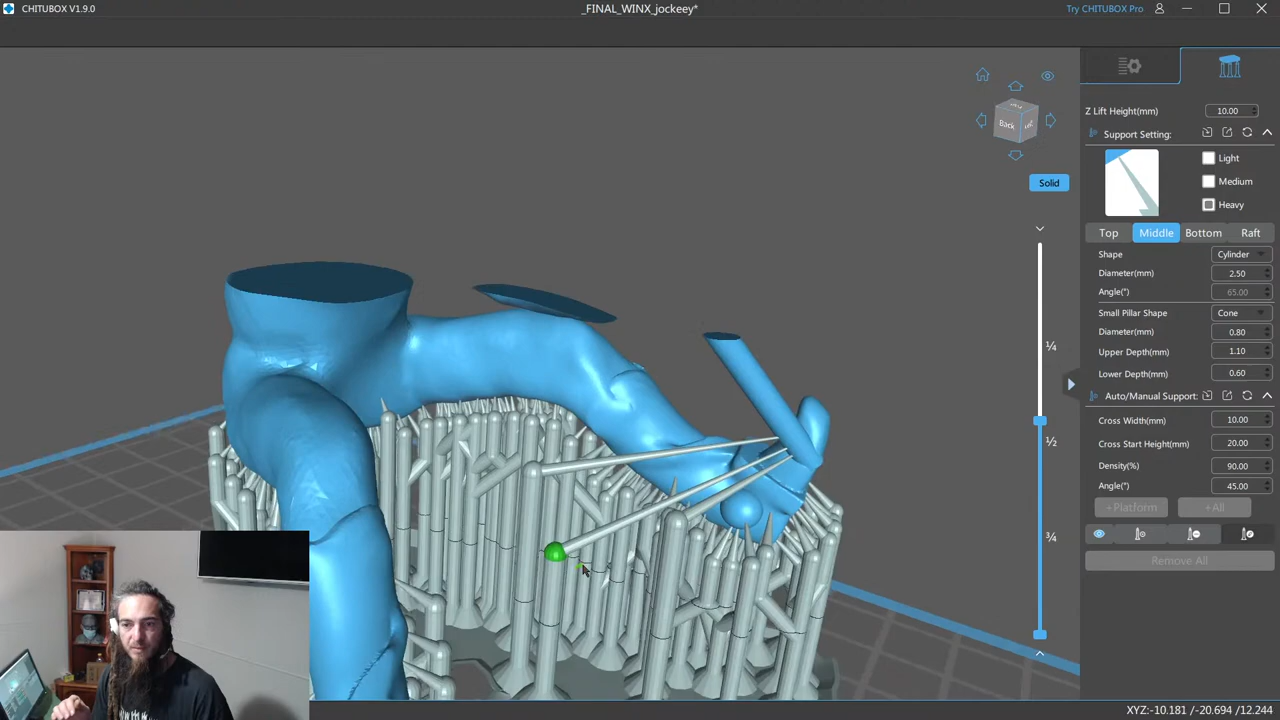 CHITUBOX V1.9.0
_FINAL_WINX_jockeey*
Try CHITUBOX Pro
Z Lift Height(mm) 10.00
Support Setting:
Light
Medium
Heavy
Top Middle Bottom Raft
Shape Cylinder
Diameter(mm) 2.50
Angle(°) 65.00
Small Pillar Shape Cone
Diameter(mm) 0.80
Upper Depth(mm) 1.10
Lower Depth(mm) 0.60
Auto/Manual Support:
Cross Width(mm) 10.00
Cross Start Height(mm) 20.00
Density(%) 90.00
Angle(°) 45.00
+Platform +All
Remove All
Back
Solid
¼
½
¾
XYZ:-10.181 /-20.694 /12.244